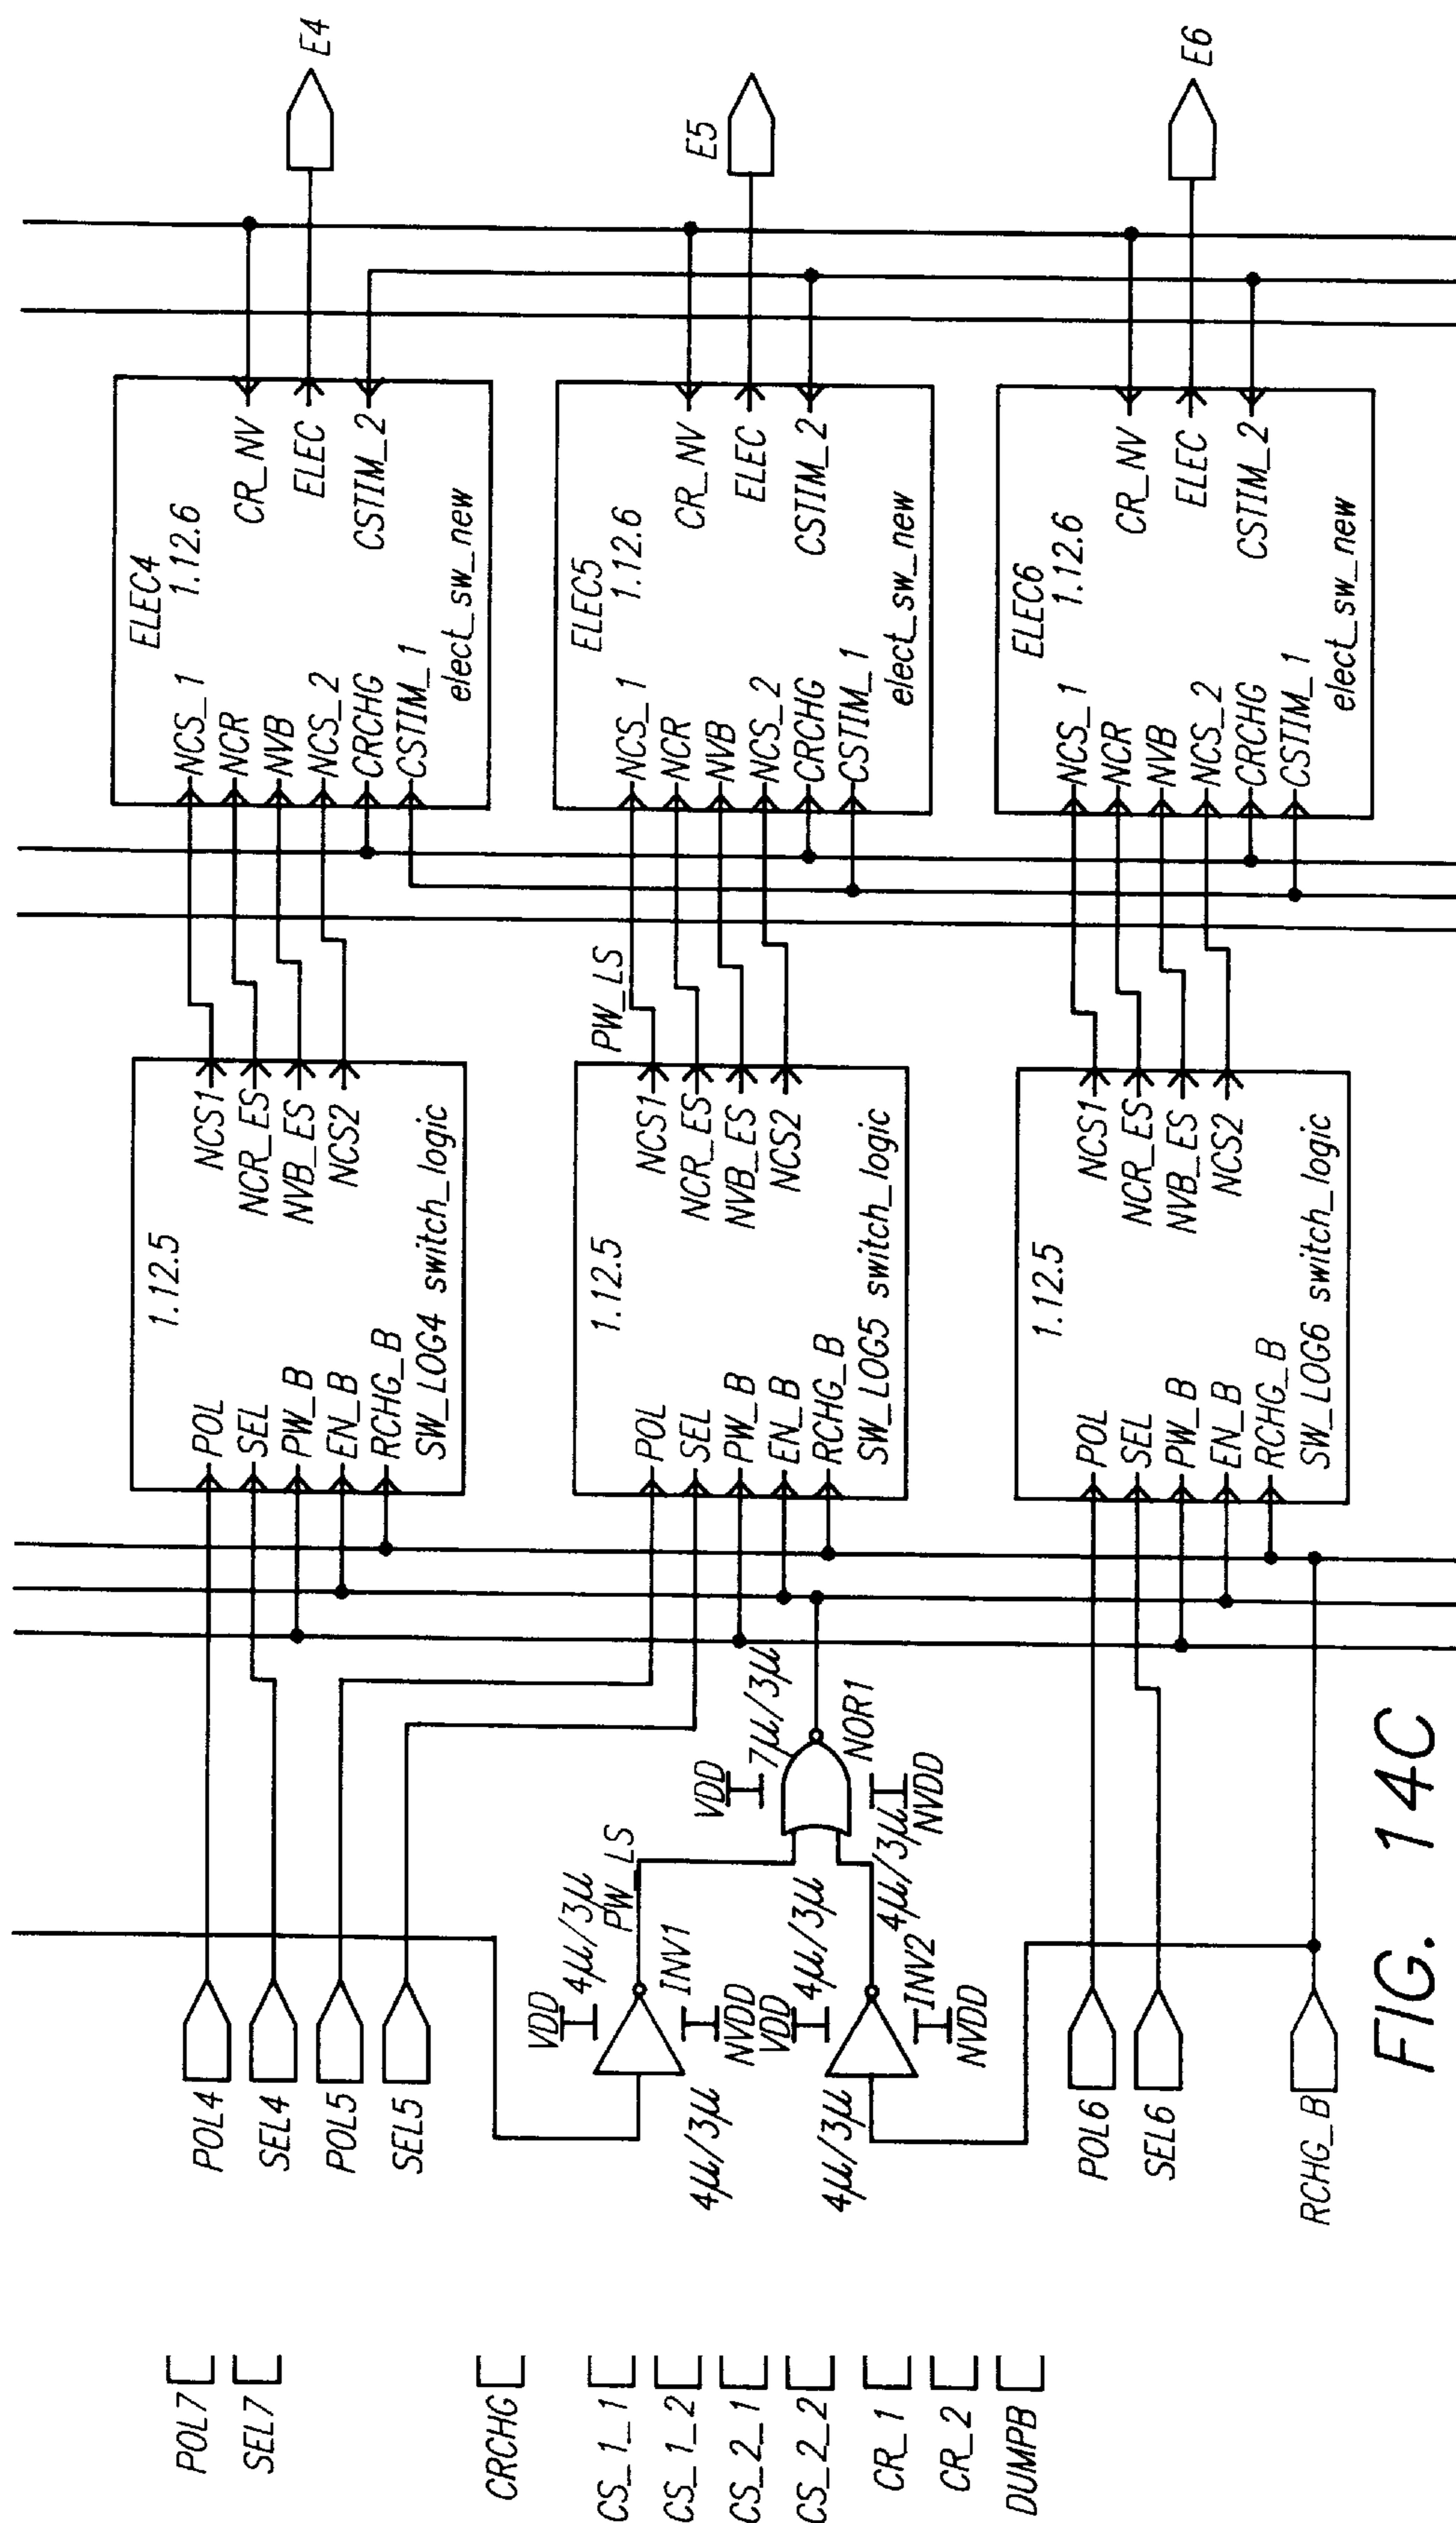 E4
E5
E6
ELEC4
1.12.6
NCS_1
NCR
NVB
NCS_2
CRCHG
CSTIM_1
CR_NV
ELEC
CSTIM_2
elect_sw_new
ELEC5
1.12.6
NCS_1
NCR
NVB
NCS_2
CRCHG
CSTIM_1
CR_NV
ELEC
CSTIM_2
elect_sw_new
ELEC6
1.12.6
NCS_1
NCR
NVB
NCS_2
CRCHG
CSTIM_1
CR_NV
ELEC
CSTIM_2
elect_sw_new
PW_LS
1.12.5
POL
SEL
PW_B
EN_B
RCHG_B
NCS1
NCR_ES
NVB_ES
NCS2
SW_LOG4 switch_logic
1.12.5
POL
SEL
PW_B
EN_B
RCHG_B
NCS1
NCR_ES
NVB_ES
NCS2
SW_LOG5 switch_logic
1.12.5
POL
SEL
PW_B
EN_B
RCHG_B
NCS1
NCR_ES
NVB_ES
NCS2
SW_LOG6 switch_logic
POL4
SEL4
POL5
SEL5
VDD
4µ/3µ
PW_LS
INV1
NVDD
4µ/3µ
VDD
4µ/3µ
INV2
NVDD
4µ/3µ
VDD
7µ/3µ
NOR1
4µ/3µ
NVDD
POL6
SEL6
RCHG_B
POL7
SEL7
CRCHG
CS_1_1
CS_1_2
CS_2_1
CS_2_2
CR_1
CR_2
DUMPB
FIG. 14C